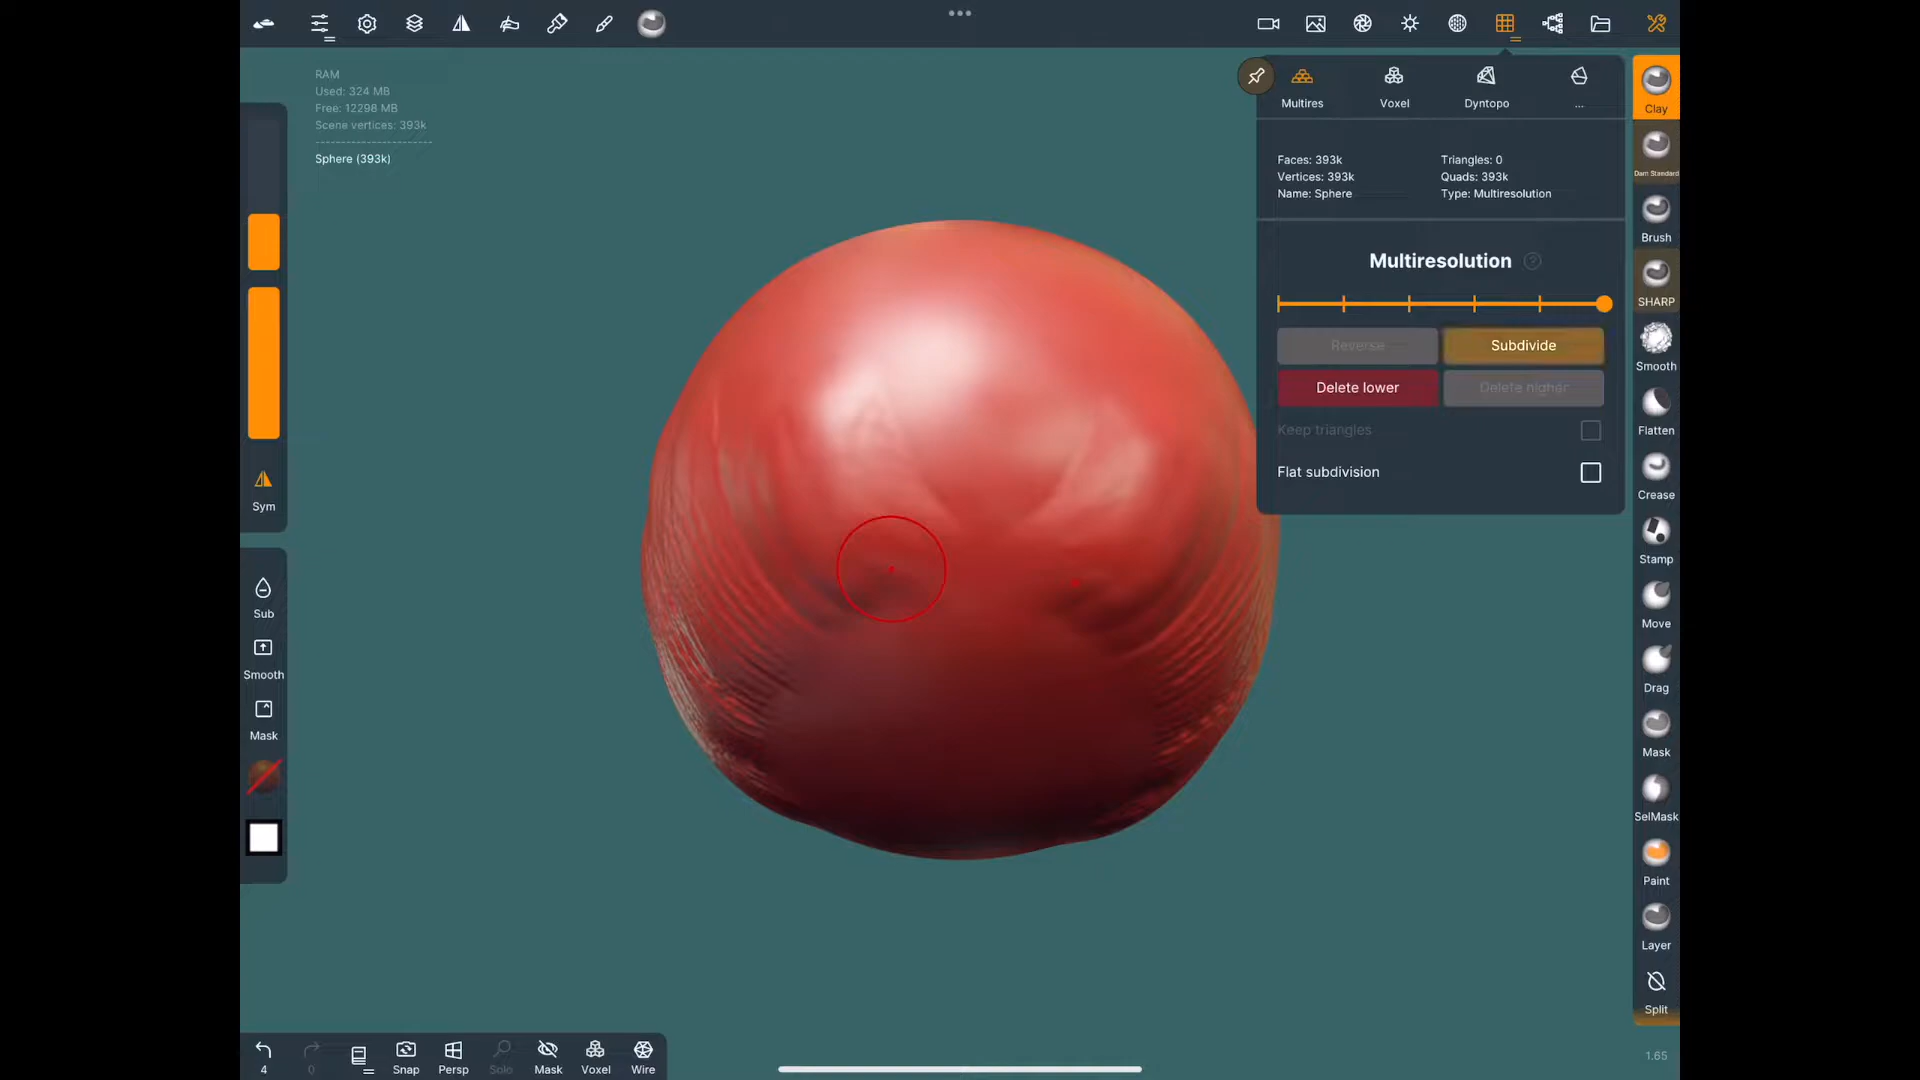 RAM
Used: 324 MB
Free: 12298 MB
Scene vertices: 393k
--------------------
Sphere (393k)
Sym
Sub
Smooth
Mask
Multires
Voxel
Dyntopo
...
Faces: 393k
Triangles: 0
Vertices: 393k
Quads: 393k
Name: Sphere
Type: Multiresolution
Multiresolution ?
Reverse
Subdivide
Delete lower
Delete higher
Keep triangles
Flat subdivision
Clay
Dam Standard
Brush
SHARP
Smooth
Flatten
Crease
Stamp
Move
Drag
Mask
SelMask
Paint
Layer
Split
4
0
Snap
Persp
Solo
Mask
Voxel
Wire
1.65